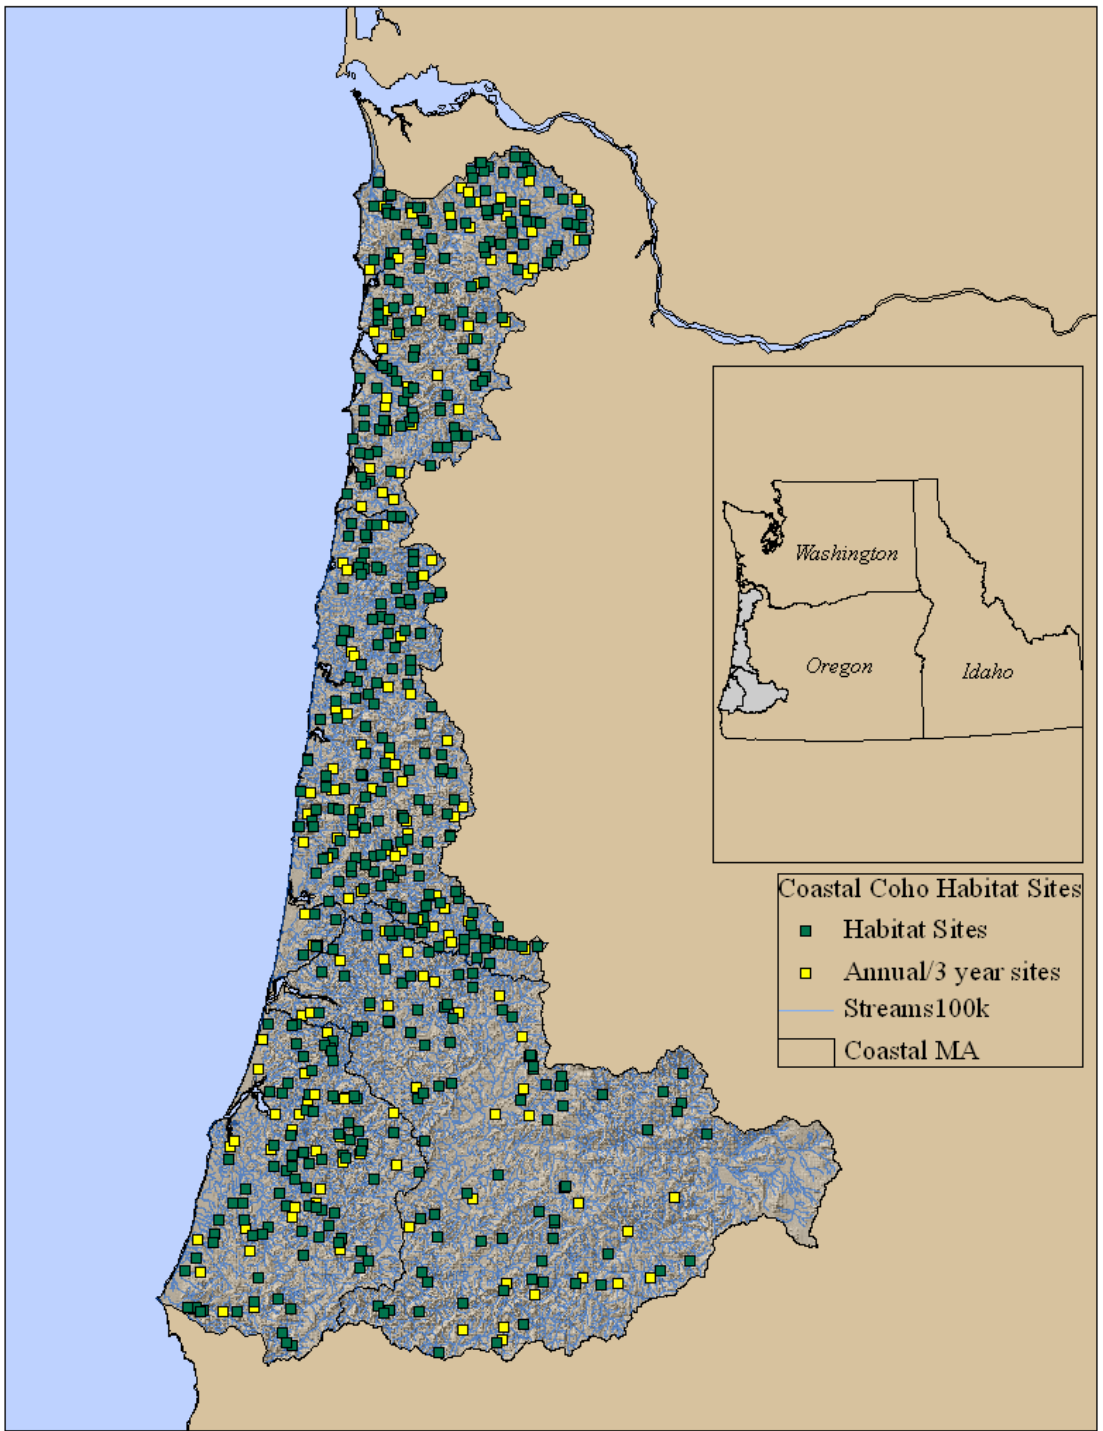 Washington
Oregon
Idaho
Coastal Coho Habitat Sites
Habitat Sites
Annual/3 year sites
Streams100k
Coastal MA